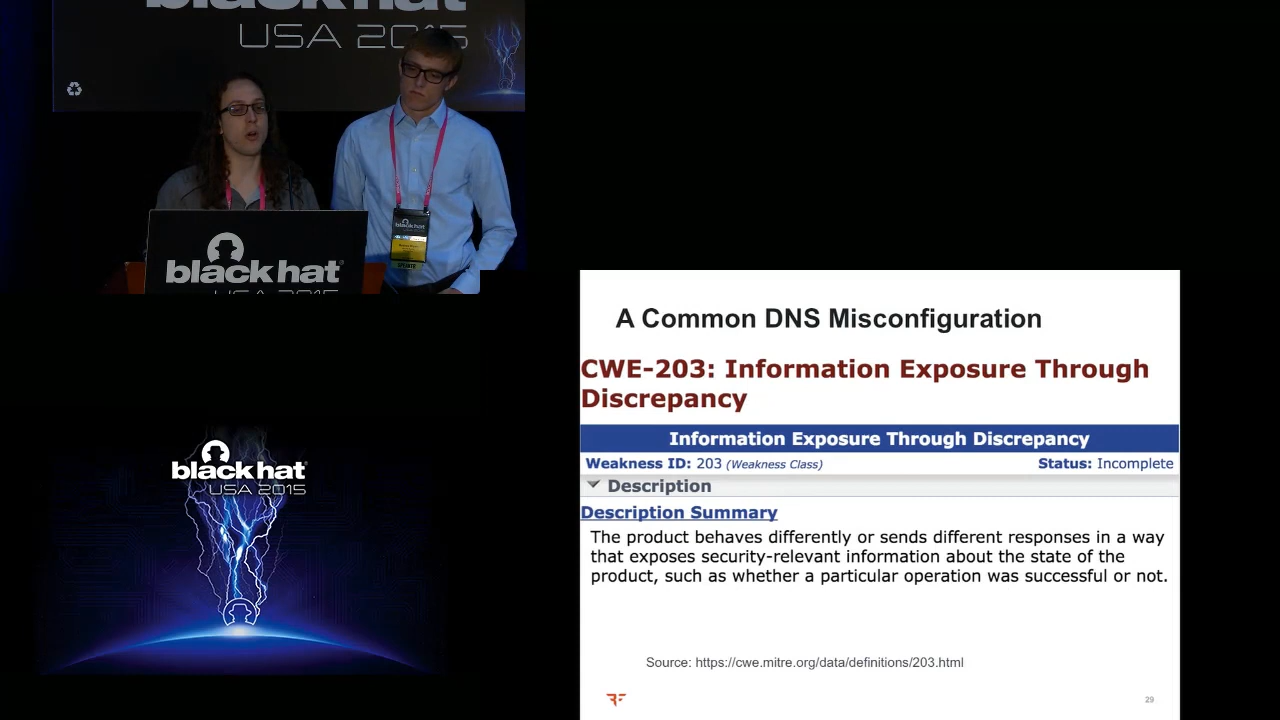 black hat
USA 2015
black hat
USA 2015
A Common DNS Misconfiguration
CWE-203: Information Exposure Through
Discrepancy
Information Exposure Through Discrepancy
Weakness ID: 203 (Weakness Class)
Status: Incomplete
Description
Description Summary
The product behaves differently or sends different responses in a way
that exposes security-relevant information about the state of the
product, such as whether a particular operation was successful or not.
Source: https://cwe.mitre.org/data/definitions/203.html
29
black hat
USA 2015